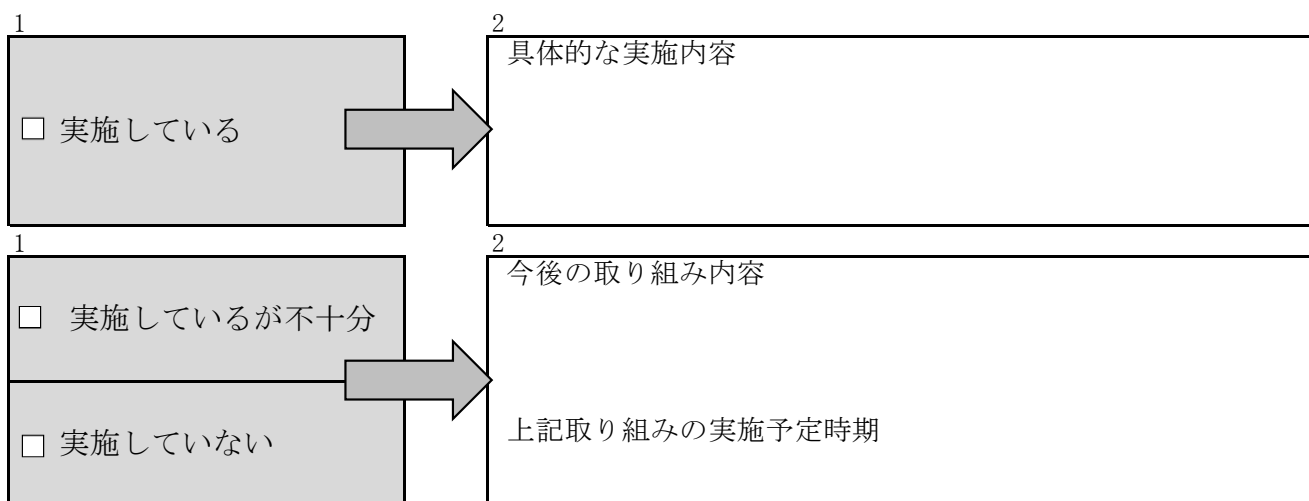 1
2
□ 実施している
具体的な実施内容
1
2
□ 実施しているが不十分
□ 実施していない
今後の取り組み内容
上記取り組みの実施予定時期